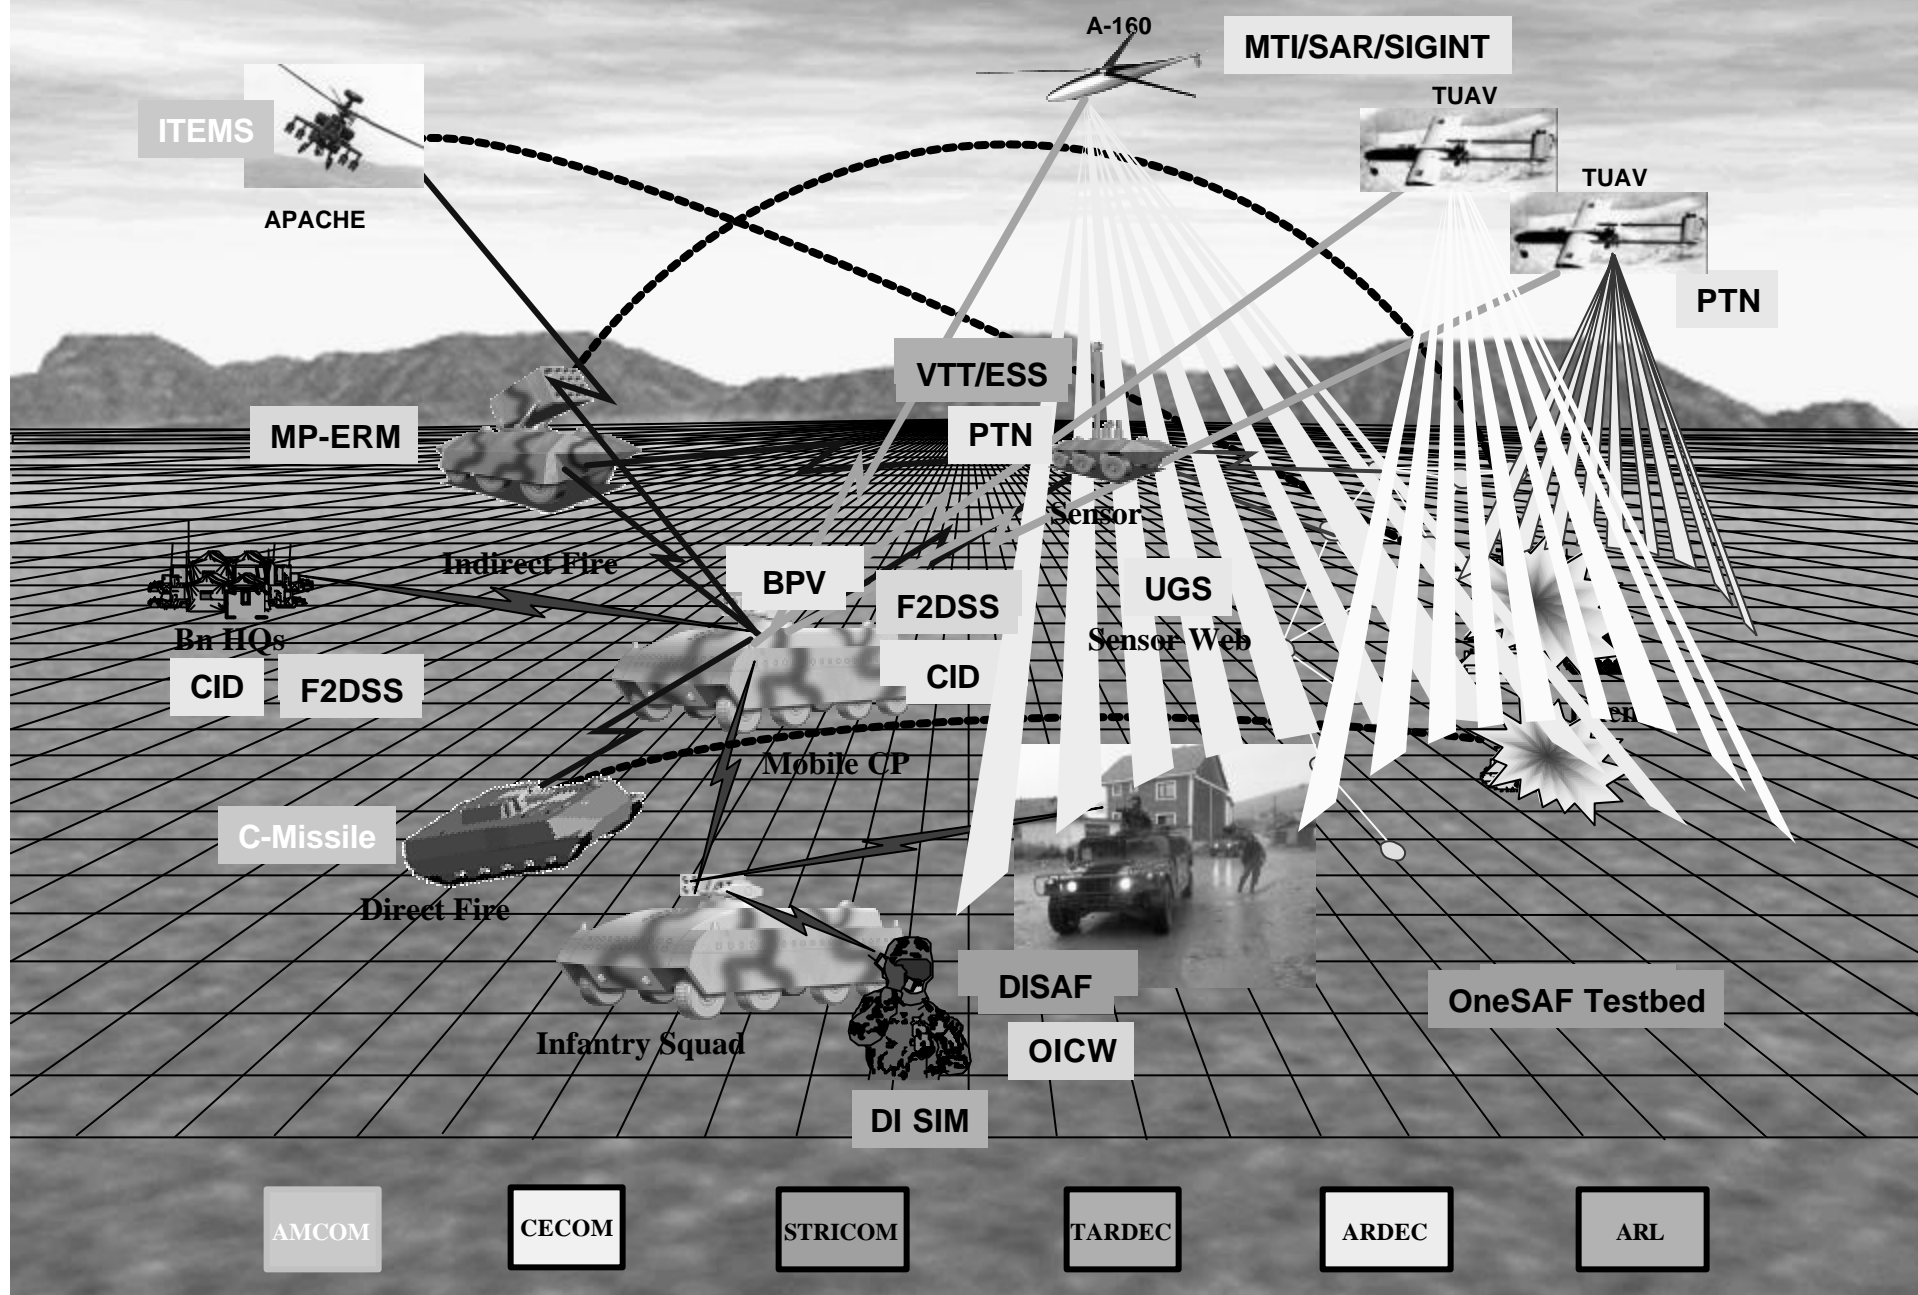 A-160
MTI/SAR/SIGINT
TUAV
ITEMS
TUAV
APACHE
PTN
VTT/ESS
MP-ERM
PTN
Sensor
Indirect Fire
BPV
UGS
F2DSS
Bn HQs
Sensor Web
CID
CID
F2DSS
Mobile CP
C-Missile
Direct Fire
DISAF
OneSAF Testbed
Infantry Squad
OICW
DI SIM
AMCOM
CECOM
STRICOM
TARDEC
ARDEC
ARL